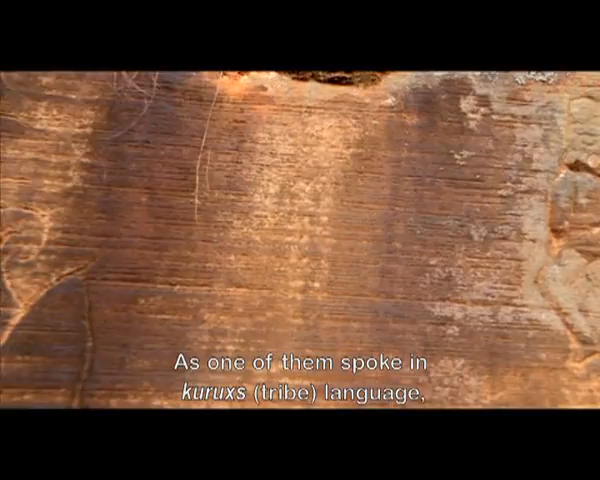 As one of them spoke in
kuruxs (tribe) language,